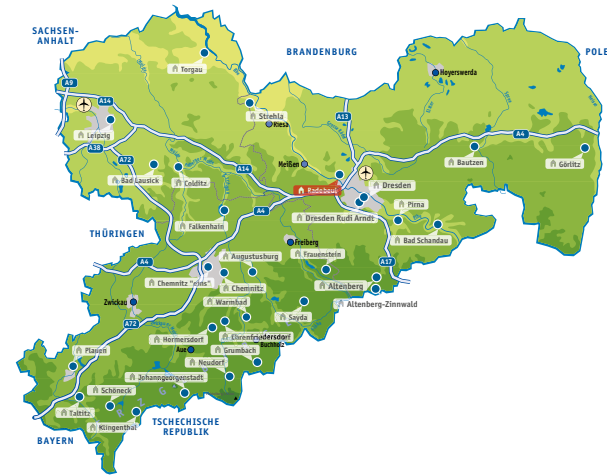 SACHSEN-
ANHALT
BRANDENBURG
POLE
Torgau
Hoyerswerda
A9
A14
A13
Strehla
Riesa
A4
Leipzig
A38
A72
Meißen
Bautzen
Görlitz
A14
Bad Lausick
Colditz
Radebeul
Dresden
Pirna
A4
Dresden Rudi Arndt
Falkenhain
THÜRINGEN
Freiberg
Bad Schandau
Augustusburg
Frauenstein
A4
A17
Chemnitz "eins"
Chemnitz
Altenberg
Zwickau
Warmbad
Altenberg-Zinnwald
Sayda
A72
Hormersdorf
Buchholz
Aue
Grumbach
Plauen
Neudorf
Johanngeorgenstadt
Schöneck
Taltitz
Klingenthal
TSCHECHISCHE
REPUBLIK
BAYERN